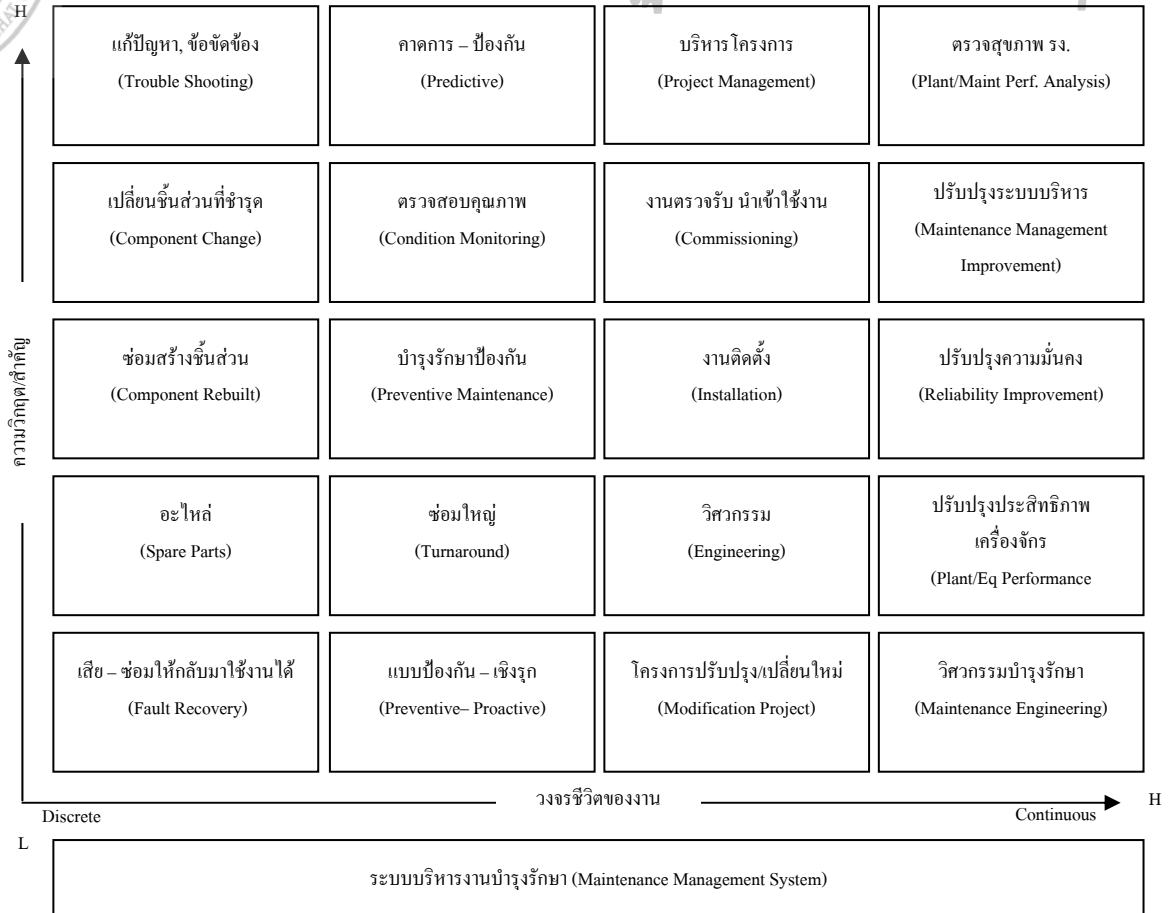 H
แก้ปัญหา, ข้อขัดข้อง
(Trouble Shooting)
คาดการ – ป้องกัน
(Predictive)
บริหารโครงการ
(Project Management)
ตรวจสุขภาพ รง.
(Plant/Maint Perf. Analysis)
เปลี่ยนชิ้นส่วนที่ชำรุด
(Component Change)
ตรวจสอบคุณภาพ
(Condition Monitoring)
งานตรวจรับ นำเข้าใช้งาน
(Commissioning)
ปรับปรุงระบบบริหาร
(Maintenance Management
Improvement)
ความวิกฤต/สำคัญ
ซ่อมสร้างชิ้นส่วน
(Component Rebuilt)
บำรุงรักษาป้องกัน
(Preventive Maintenance)
งานติดตั้ง
(Installation)
ปรับปรุงความมั่นคง
(Reliability Improvement)
อะไหล่
(Spare Parts)
ซ่อมใหญ่
(Turnaround)
วิศวกรรม
(Engineering)
ปรับปรุงประสิทธิภาพ
เครื่องจักร
(Plant/Eq Performance
เสีย – ซ่อมให้กลับมาใช้งานได้
(Fault Recovery)
แบบป้องกัน – เชิงรุก
(Preventive– Proactive)
โครงการปรับปรุง/เปลี่ยนใหม่
(Modification Project)
วิศวกรรมบำรุงรักษา
(Maintenance Engineering)
วงจรชีวิตของงาน
H
Discrete
Continuous
L
ระบบบริหารงานบำรุงรักษา (Maintenance Management System)